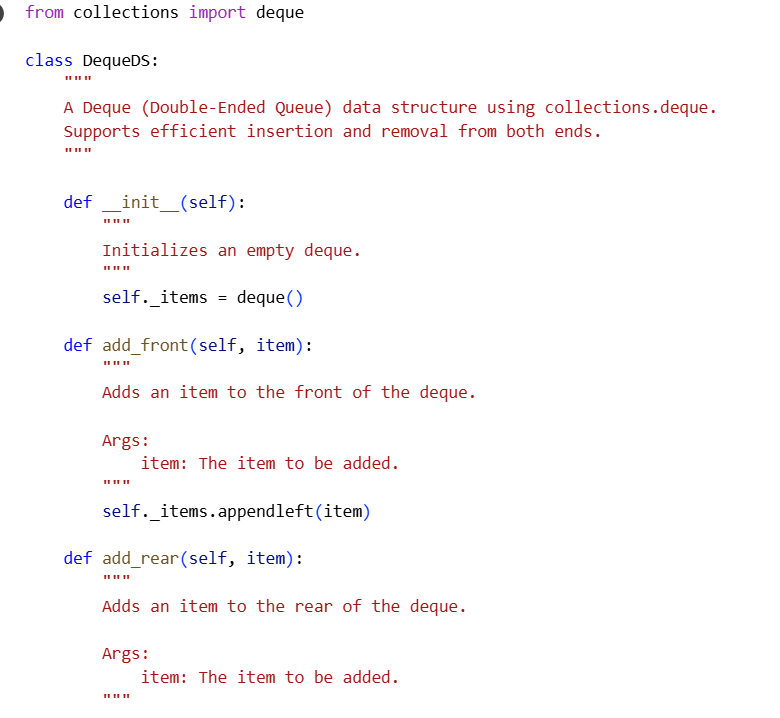 from collections import deque
class DequeDS:
    """
    A Deque (Double-Ended Queue) data structure using collections.deque.
    Supports efficient insertion and removal from both ends.
    """
    def __init__(self):
        """
        Initializes an empty deque.
        """
        self._items = deque()
    def add_front(self, item):
        """
        Adds an item to the front of the deque.
        Args:
            item: The item to be added.
        """
        self._items.appendleft(item)
    def add_rear(self, item):
        """
        Adds an item to the rear of the deque.
        Args:
            item: The item to be added.
        """